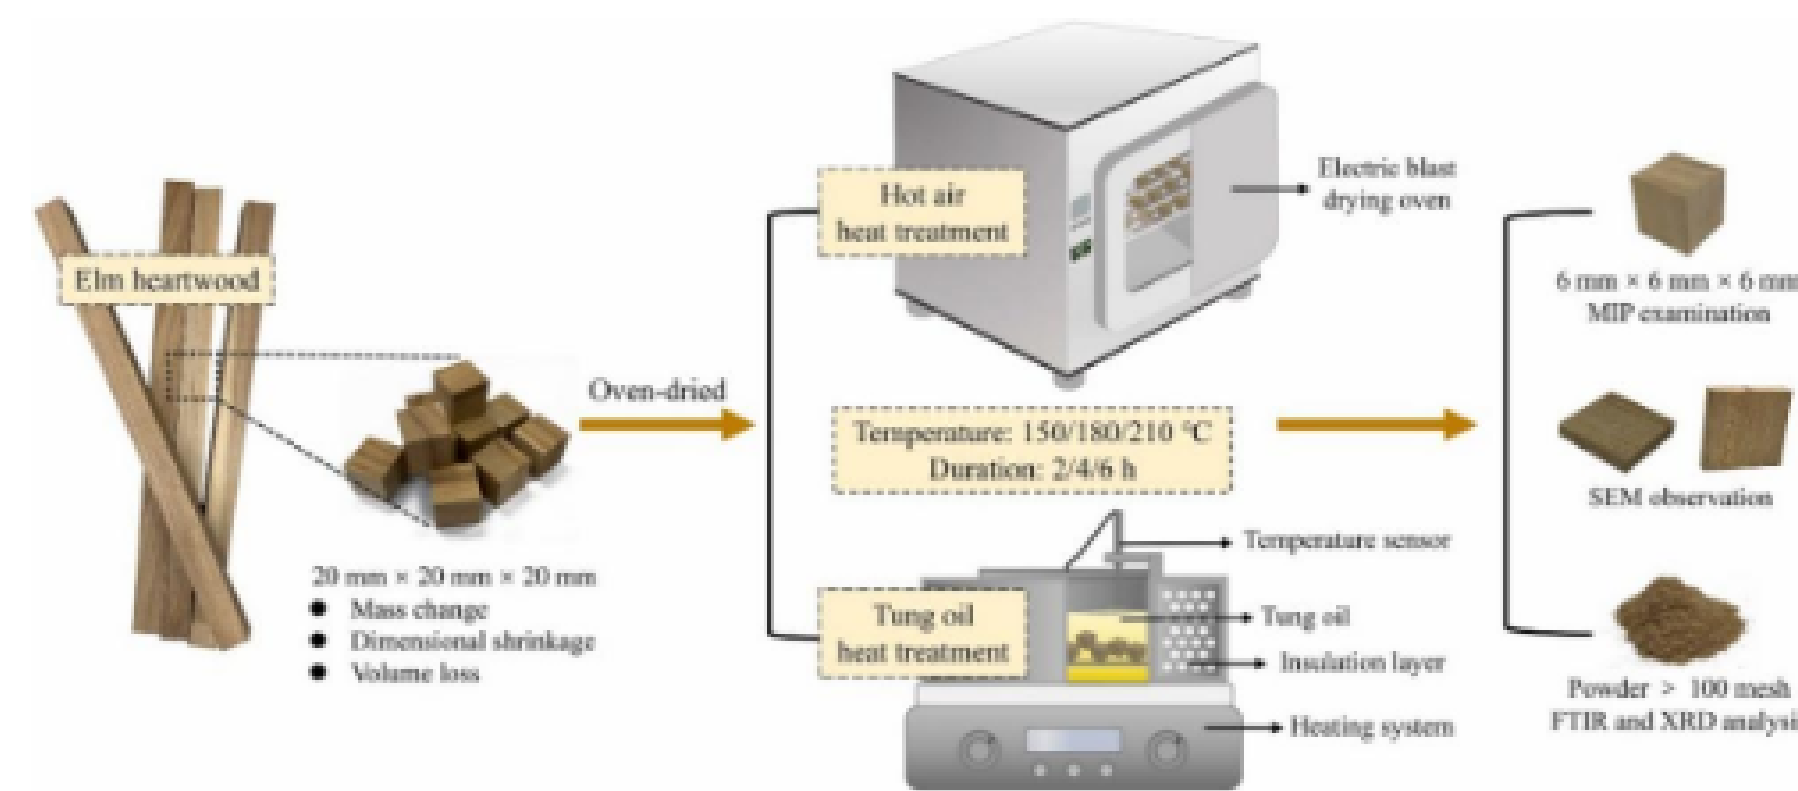 Elm heartwood
20 mm × 20 mm × 20 mm
● Mass change
● Dimensional shrinkage
● Volume loss
Oven-dried
Hot air
heat treatment
Electric blast
drying oven
Temperature: 150/180/210 ℃
Duration: 2/4/6 h
Temperature sensor
Tung oil
heat treatment
Tung oil
Insulation layer
Heating system
6 mm × 6 mm × 6 mm
MIP examination
SEM observation
Powder > 100 mesh
FTIR and XRD analysi